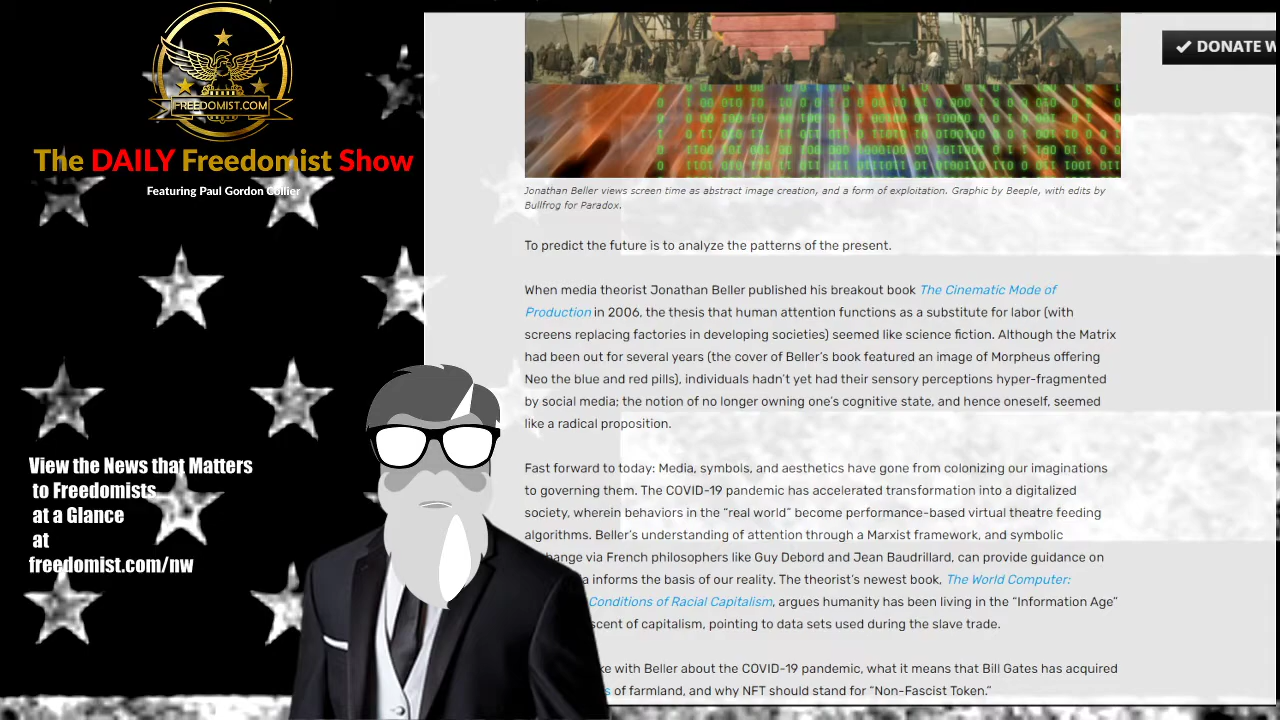 FREEDOMIST.COM
The DAILY Freedomist Show
Featuring Paul Gordon Collier
View the News that Matters
to Freedomists
at a Glance
at
freedomist.com/nw
DONATE
Jonathan Beller views screen time as abstract image creation, and a form of exploitation. Graphic by Beeple, with edits by
Bullfrog for Paradox.
To predict the future is to analyze the patterns of the present.
When media theorist Jonathan Beller published his breakout book The Cinematic Mode of
Production in 2006, the thesis that human attention functions as a substitute for labor (with
screens replacing factories in developing societies) seemed like science fiction. Although the Matrix
had been out for several years (the cover of Beller’s book featured an image of Morpheus offering
Neo the blue and red pills), individuals hadn’t yet had their sensory perceptions hyper-fragmented
by social media; the notion of no longer owning one’s cognitive state, and hence oneself, seemed
like a radical proposition.
Fast forward to today: Media, symbols, and aesthetics have gone from colonizing our imaginations
to governing them. The COVID-19 pandemic has accelerated transformation into a digitalized
society, wherein behaviors in the “real world” become performance-based virtual theatre feeding
algorithms. Beller’s understanding of attention through a Marxist framework, and symbolic
via French philosophers like Guy Debord and Jean Baudrillard, can provide guidance on
informs the basis of our reality. The theorist’s newest book, The World Computer:
Conditions of Racial Capitalism, argues humanity has been living in the “Information Age”
of capitalism, pointing to data sets used during the slave trade.
with Beller about the COVID-19 pandemic, what it means that Bill Gates has acquired
of farmland, and why NFT should stand for “Non-Fascist Token.”